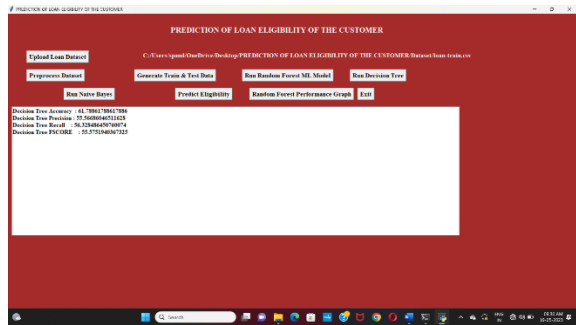 PREDICTION OF LOAN ELIGIBILITY OF THE CUSTOMER
PREDICTION OF LOAN ELIGIBILITY OF THE CUSTOMER
Upload Loan Dataset
C:/Users/spand/OneDrive/Desktop/PREDICTION OF LOAN ELIGIBILITY OF THE CUSTOMER/Dataset/loan-train.csv
Preprocess Dataset Generate Train & Test Data Run Random Forest ML Model Run Decision Tree
Run Naive Bayes Predict Eligibility Random Forest Performance Graph Exit
Decision Tree Accuracy : 61.78861788617886
Decision Tree Precision : 55.56686046511628
Decision Tree Recall : 56.328486459760074
Decision Tree FSCORE : 55.5751940367325
Search
ENG
IN